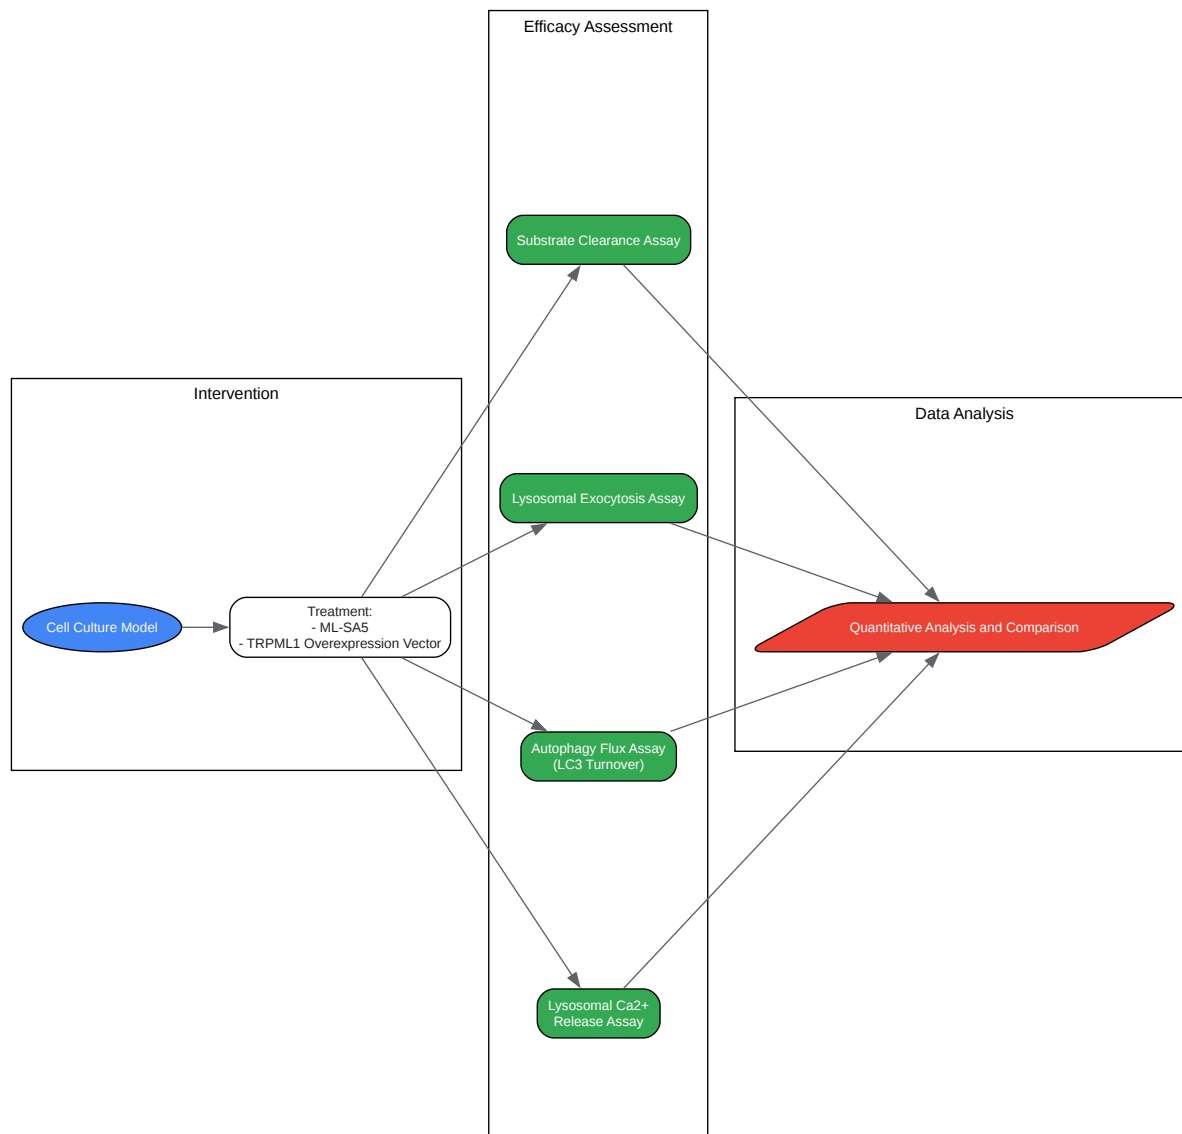 Efficacy Assessment
Substrate Clearance Assay
Intervention
Data Analysis
Lysosomal Exocytosis Assay
Cell Culture Model
Treatment:
- ML-SA5
- TRPML1 Overexpression Vector
Quantitative Analysis and Comparison
Autophagy Flux Assay
(LC3 Turnover)
Lysosomal Ca2+
Release Assay